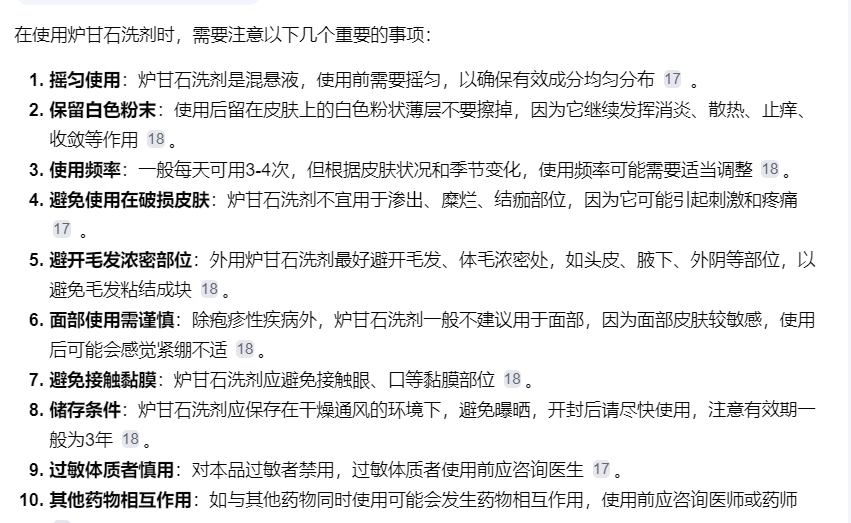 在使用炉甘石洗剂时，需要注意以下几个重要的事项：
1. 摇匀使用：炉甘石洗剂是混悬液，使用前需要摇匀，以确保有效成分均匀分布 17 。
2. 保留白色粉末：使用后留在皮肤上的白色粉状薄层不要擦掉，因为它继续发挥消炎、散热、止痒、
收敛等作用 18 。
3. 使用频率：一般每天可用3-4次，但根据皮肤状况和季节变化，使用频率可能需要适当调整 18 。
4. 避免使用在破损皮肤：炉甘石洗剂不宜用于渗出、糜烂、结痂部位，因为它可能引起刺激和疼痛
17 。
5. 避开毛发浓密部位：外用炉甘石洗剂最好避开毛发、体毛浓密处，如头皮、腋下、外阴等部位，以
避免毛发粘结成块 18 。
6. 面部使用需谨慎：除疱疹性疾病外，炉甘石洗剂一般不建议用于面部，因为面部皮肤较敏感，使用
后可能会感觉紧绷不适 18 。
7. 避免接触黏膜：炉甘石洗剂应避免接触眼、口等黏膜部位 18 。
8. 储存条件：炉甘石洗剂应保存在干燥通风的环境下，避免曝晒，开封后请尽快使用，注意有效期一
般为3年 18 。
9. 过敏体质者慎用：对本品过敏者禁用，过敏体质者使用前应咨询医生 17 。
10. 其他药物相互作用：如与其他药物同时使用可能会发生药物相互作用，使用前应咨询医师或药师